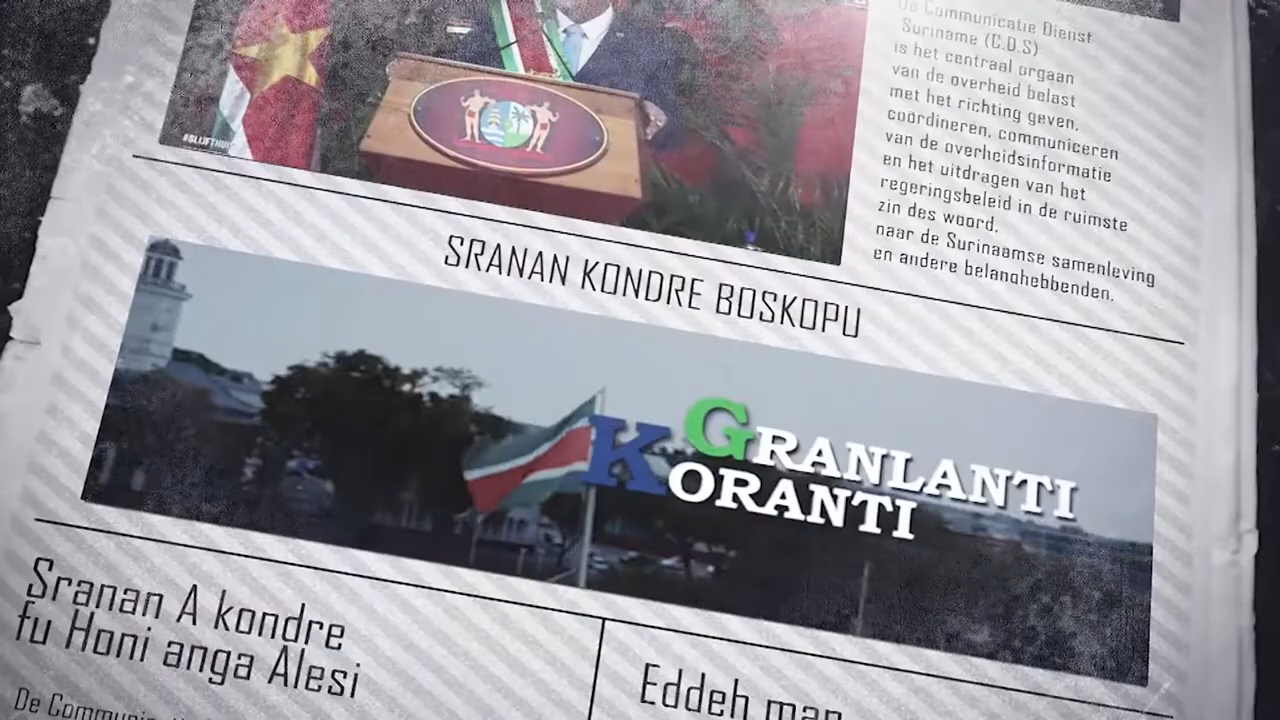 #BLIJFTHUIS
De Communicatie Dienst
Suriname (C.D.S)
is het centraal orgaan
van de overheid belast
met het richting geven,
coördineren, communiceren
van de overheidsinformatie
en het uitdragen van het
regeringsbeleid in de ruimste
zin des woord,
naar de Surinaamse samenleving
en andere belanghebbenden.
SRANAN KONDRE BOSKOPU
GRANLANTI
KORANTI
Sranan A kondre
fu Honi anga Alesi
Eddeh man
De